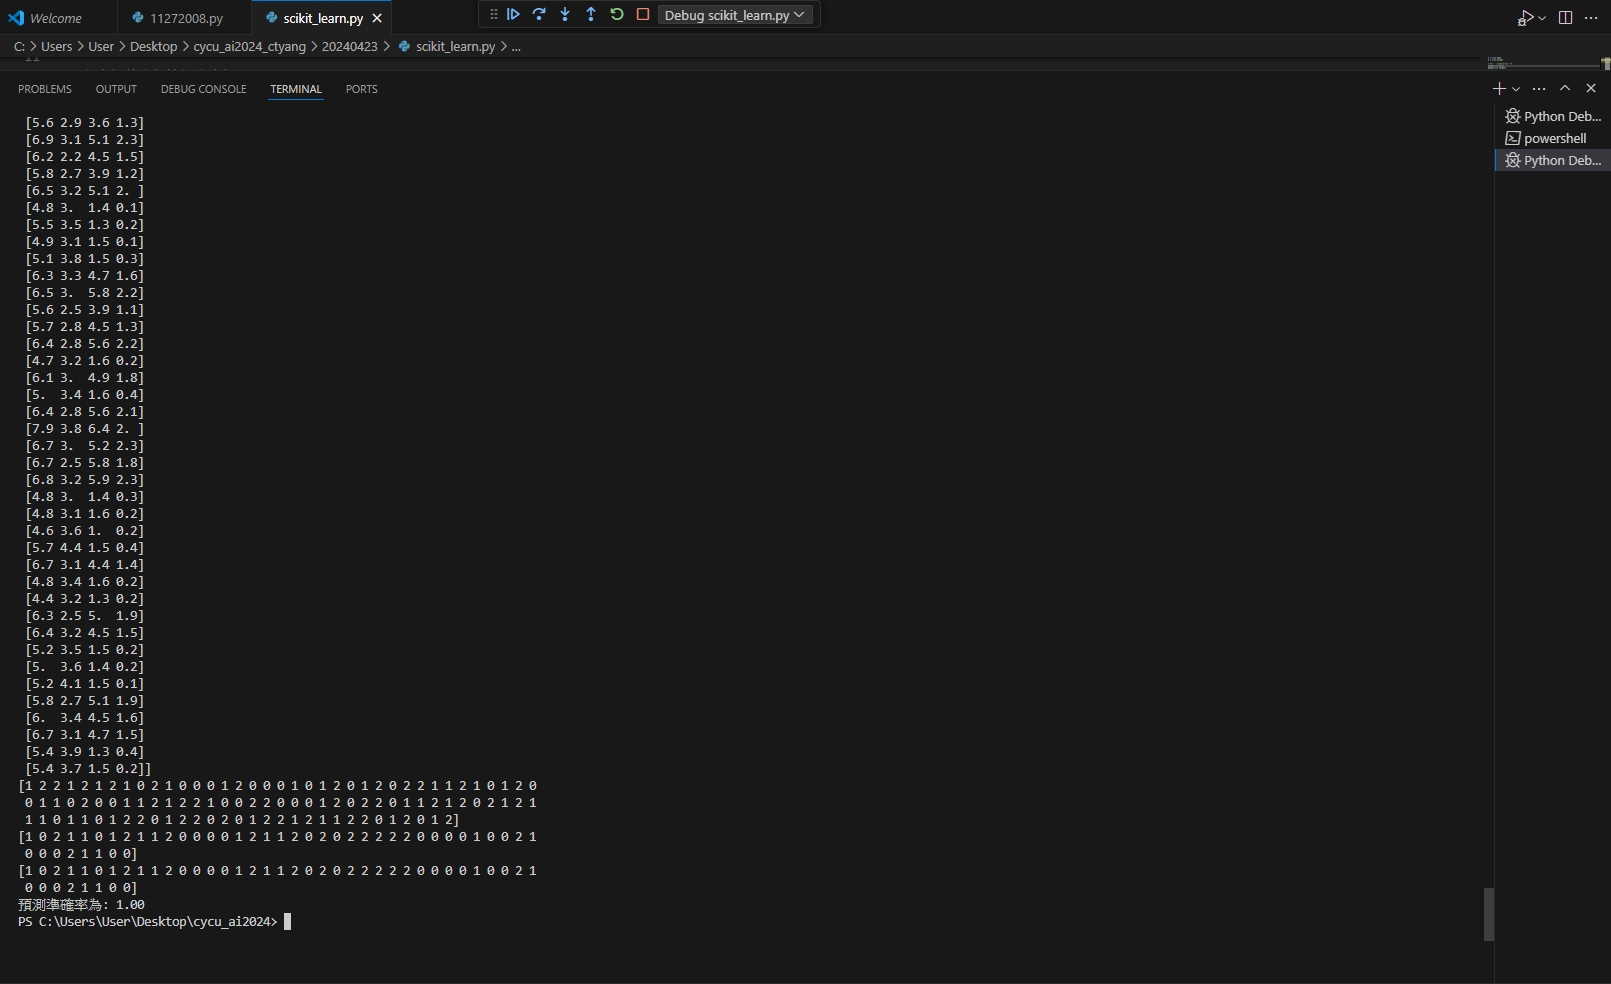 Welcome
11272008.py
scikit_learn.py
Debug scikit_learn.py
C: > Users > User > Desktop > cycu_ai2024_ctyang > 20240423 > scikit_learn.py > ...
PROBLEMS OUTPUT DEBUG CONSOLE TERMINAL PORTS
Python Deb...
powershell
Python Deb...
[5.6 2.9 3.6 1.3]
[6.9 3.1 5.1 2.3]
[6.2 2.2 4.5 1.5]
[5.8 2.7 3.9 1.2]
[6.5 3.2 5.1 2. ]
[4.8 3.  1.4 0.1]
[5.5 3.5 1.3 0.2]
[4.9 3.1 1.5 0.1]
[5.1 3.8 1.5 0.3]
[6.3 3.3 4.7 1.6]
[6.5 3.  5.8 2.2]
[5.6 2.5 3.9 1.1]
[5.7 2.8 4.5 1.3]
[6.4 2.8 5.6 2.2]
[4.7 3.2 1.6 0.2]
[6.1 3.  4.9 1.8]
[5.  3.4 1.6 0.4]
[6.4 2.8 5.6 2.1]
[7.9 3.8 6.4 2. ]
[6.7 3.  5.2 2.3]
[6.7 2.5 5.8 1.8]
[6.8 3.2 5.9 2.3]
[4.8 3.  1.4 0.3]
[4.8 3.1 1.6 0.2]
[4.6 3.6 1.  0.2]
[5.7 4.4 1.5 0.4]
[6.7 3.1 4.4 1.4]
[4.8 3.4 1.6 0.2]
[4.4 3.2 1.3 0.2]
[6.3 2.5 5.  1.9]
[6.4 3.2 4.5 1.5]
[5.2 3.5 1.5 0.2]
[5.  3.6 1.4 0.2]
[5.2 4.1 1.5 0.1]
[5.8 2.7 5.1 1.9]
[6.  3.4 4.5 1.6]
[6.7 3.1 4.7 1.5]
[5.4 3.9 1.3 0.4]
[5.4 3.7 1.5 0.2]]
[1 2 2 1 2 1 2 1 0 2 1 0 0 0 1 2 0 0 0 1 0 1 2 0 1 2 0 2 2 1 1 2 1 0 1 2 0
0 1 1 0 2 0 0 1 1 2 1 2 2 1 0 0 2 2 0 0 0 1 2 0 2 2 0 1 1 2 1 2 0 2 1 2 1
1 1 0 1 1 0 1 2 2 0 1 2 2 0 2 0 1 2 2 1 2 1 1 2 2 0 1 2 0 1 2]
[1 0 2 1 1 0 1 2 1 1 2 0 0 0 0 1 2 1 1 2 0 2 0 2 2 2 2 2 0 0 0 0 1 0 0 2 1
0 0 0 2 1 1 0 0]
[1 0 2 1 1 0 1 2 1 1 2 0 0 0 0 1 2 1 1 2 0 2 0 2 2 2 2 2 0 0 0 0 1 0 0 2 1
0 0 0 2 1 1 0 0]
預測準確率為: 1.00
PS C:\Users\User\Desktop\cycu_ai2024>